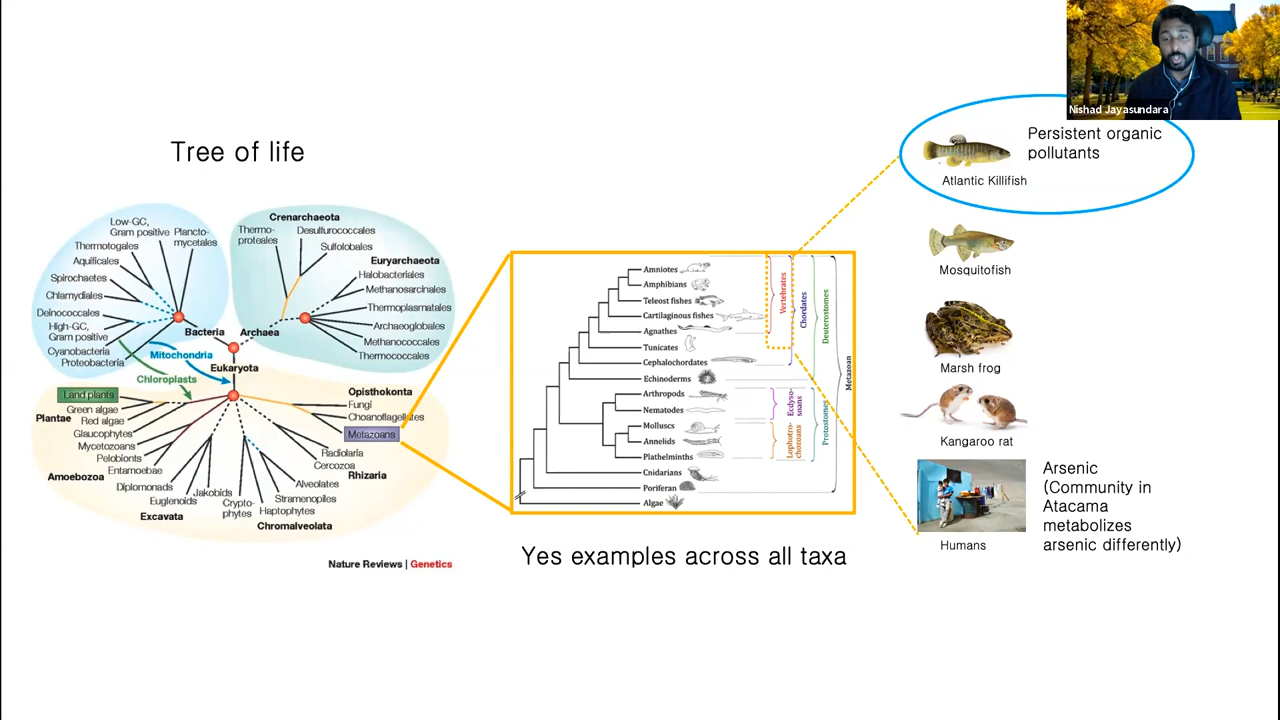 Nishad Jayasundara
Tree of life
Low-GC,
Gram positive
Plancto-
mycetales
Thermotogales
Aquificales
Spirochaetes
Chlamydiales
Deinococcales
High-GC,
Gram positive
Cyanobacteria
Proteobacteria
Bacteria
Crenarchaeota
Thermo-
proteales
Desulfurococcales
Sulfolobales
Euryarchaeota
Halobacteriales
Methanosarcinales
Thermoplasmatales
Archaeoglobales
Methanococcales
Thermococcales
Archaea
Mitochondria
Eukaryota
Chloroplasts
Land plants
Green algae
Plantae
Red algae
Glaucophytes
Mycetozoans
Pelobionts
Entamoebae
Amoebozoa
Diplomonads
Euglenoids
Jakobids
Excavata
Crypto-
phytes
Haptophytes
Stramenopiles
Alveolates
Chromalveolata
Opisthokonta
Fungi
Choanoflagellates
Metazoans
Radiolaria
Cercozoa
Rhizaria
Nature Reviews | Genetics
Amniotes
Amphibians
Teleost fishes
Cartilaginous fishes
Agnathes
Tunicates
Cephalochordates
Echinoderms
Arthropods
Nematodes
Molluscs
Annelids
Plathelminths
Cnidarians
Poriferan
Algae
Vertebrates
Chordates
Deuterostomes
Metazoan
Ecdyso-
soans
Lophotro-
chozoans
Protostomes
Yes examples across all taxa
Persistent organic
pollutants
Atlantic Killifish
Mosquitofish
Marsh frog
Kangaroo rat
Humans
Arsenic
(Community in
Atacama
metabolizes
arsenic differently)